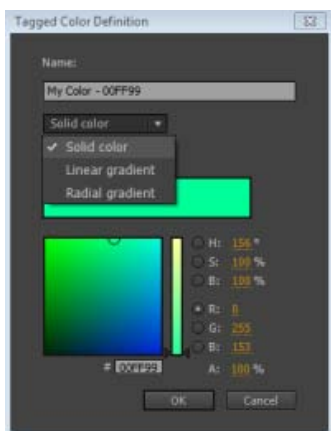 Tagged Color Definition
Name:
My Color - 00FF99
Solid color
✓ Solid color
Linear gradient
Radial gradient
H: 156 °
S: 100 %
B: 100 %
R: 0
G: 255
B: 153
# 00FF99
A: 100 %
OK Cancel